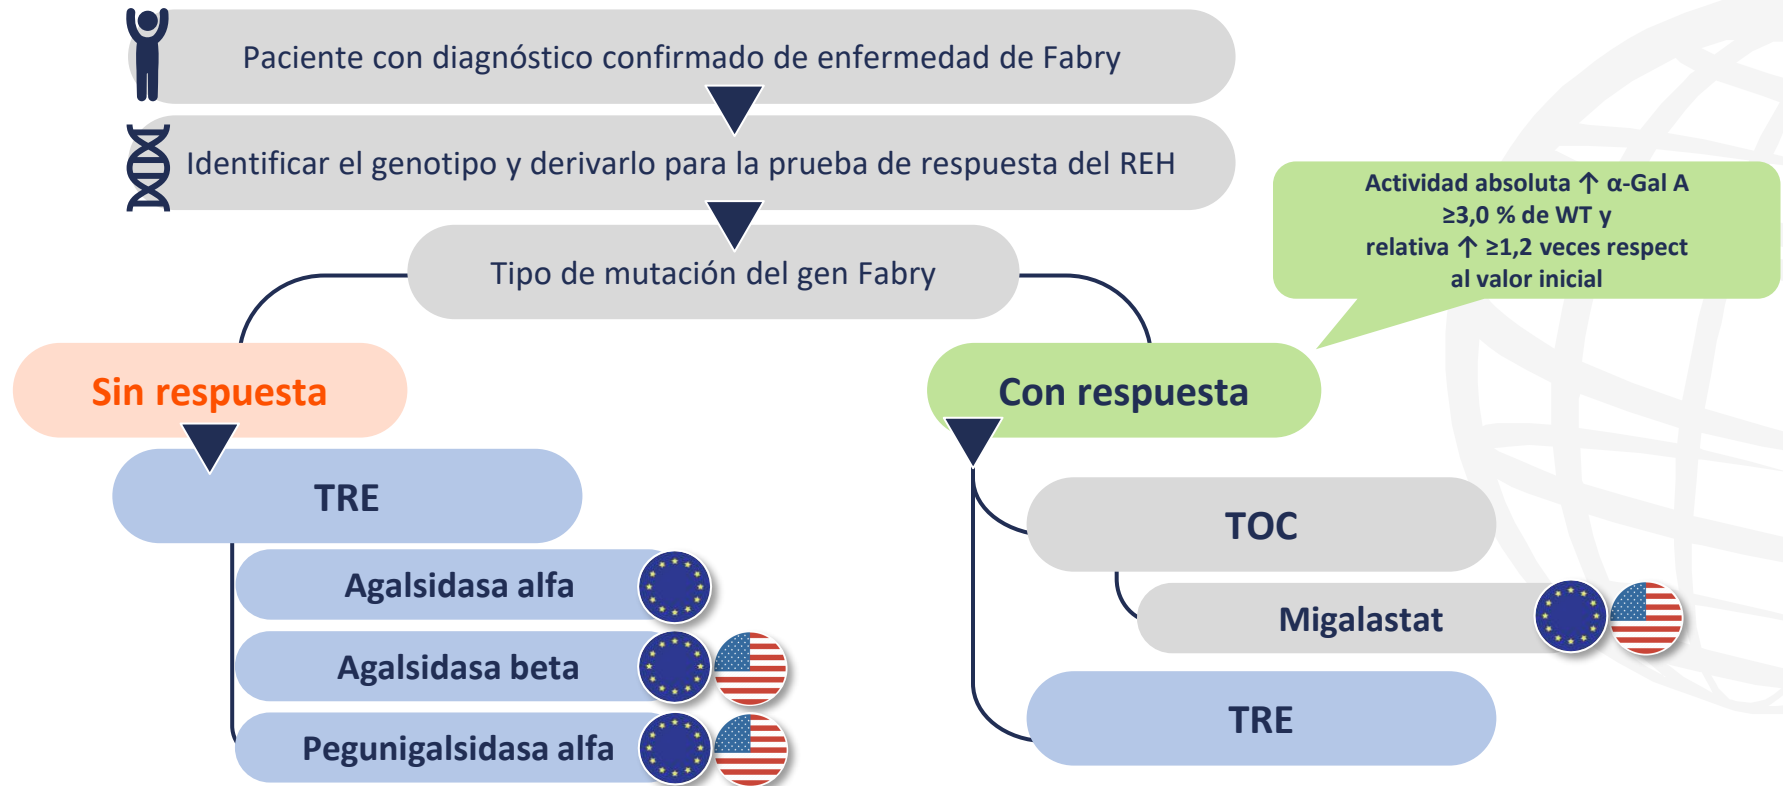 Paciente con diagnóstico confirmado de enfermedad de Fabry
Identificar el genotipo y derivarlo para la prueba de respuesta del REH
Actividad absoluta ↑ α-Gal A
≥3,0 % de WT y
relativa ↑ ≥1,2 veces respect
al valor inicial
Tipo de mutación del gen Fabry
Sin respuesta
Con respuesta
TRE
Agalsidasa alfa
Agalsidasa beta
Pegunigalsidasa alfa
TOC
Migalastat
TRE